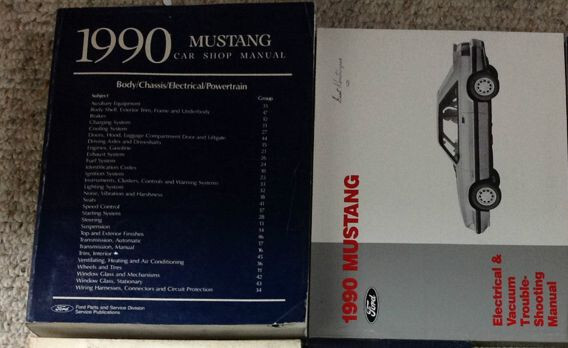 1990 MUSTANG
CAR SHOP MANUAL
Body/Chassis/Electrical/Powertrain
Subject Group
Auxiliary Equipment
Body Shell, Exterior Trim, Frame and Underbody
Brakes
Charging System
Cooling System
Doors, Hood, Luggage Compartment Door and Liftgate
Driving Axles and Driveshafts
Engines, Gasoline
Exhaust System
Fuel System
Identification Codes
Ignition System
Instruments, Clusters, Controls and Warning Systems
Lighting System
Noise, Vibration and Harshness
Seats
Speed Control
Starting System
Steering
Suspension
Top and Exterior Finishes
Transmission, Automatic
Transmission, Manual
Trim, Interior
Ventilating, Heating and Air Conditioning
Wheels and Tires
Window Glass and Mechanisms
Window Glass, Stationary
Wiring Harnesses, Connectors and Circuit Protection
Ford
Ford Parts and Service Division
Service Publications
1990 MUSTANG
Ford
Electrical &
Vacuum
Trouble-
Shooting
Manual